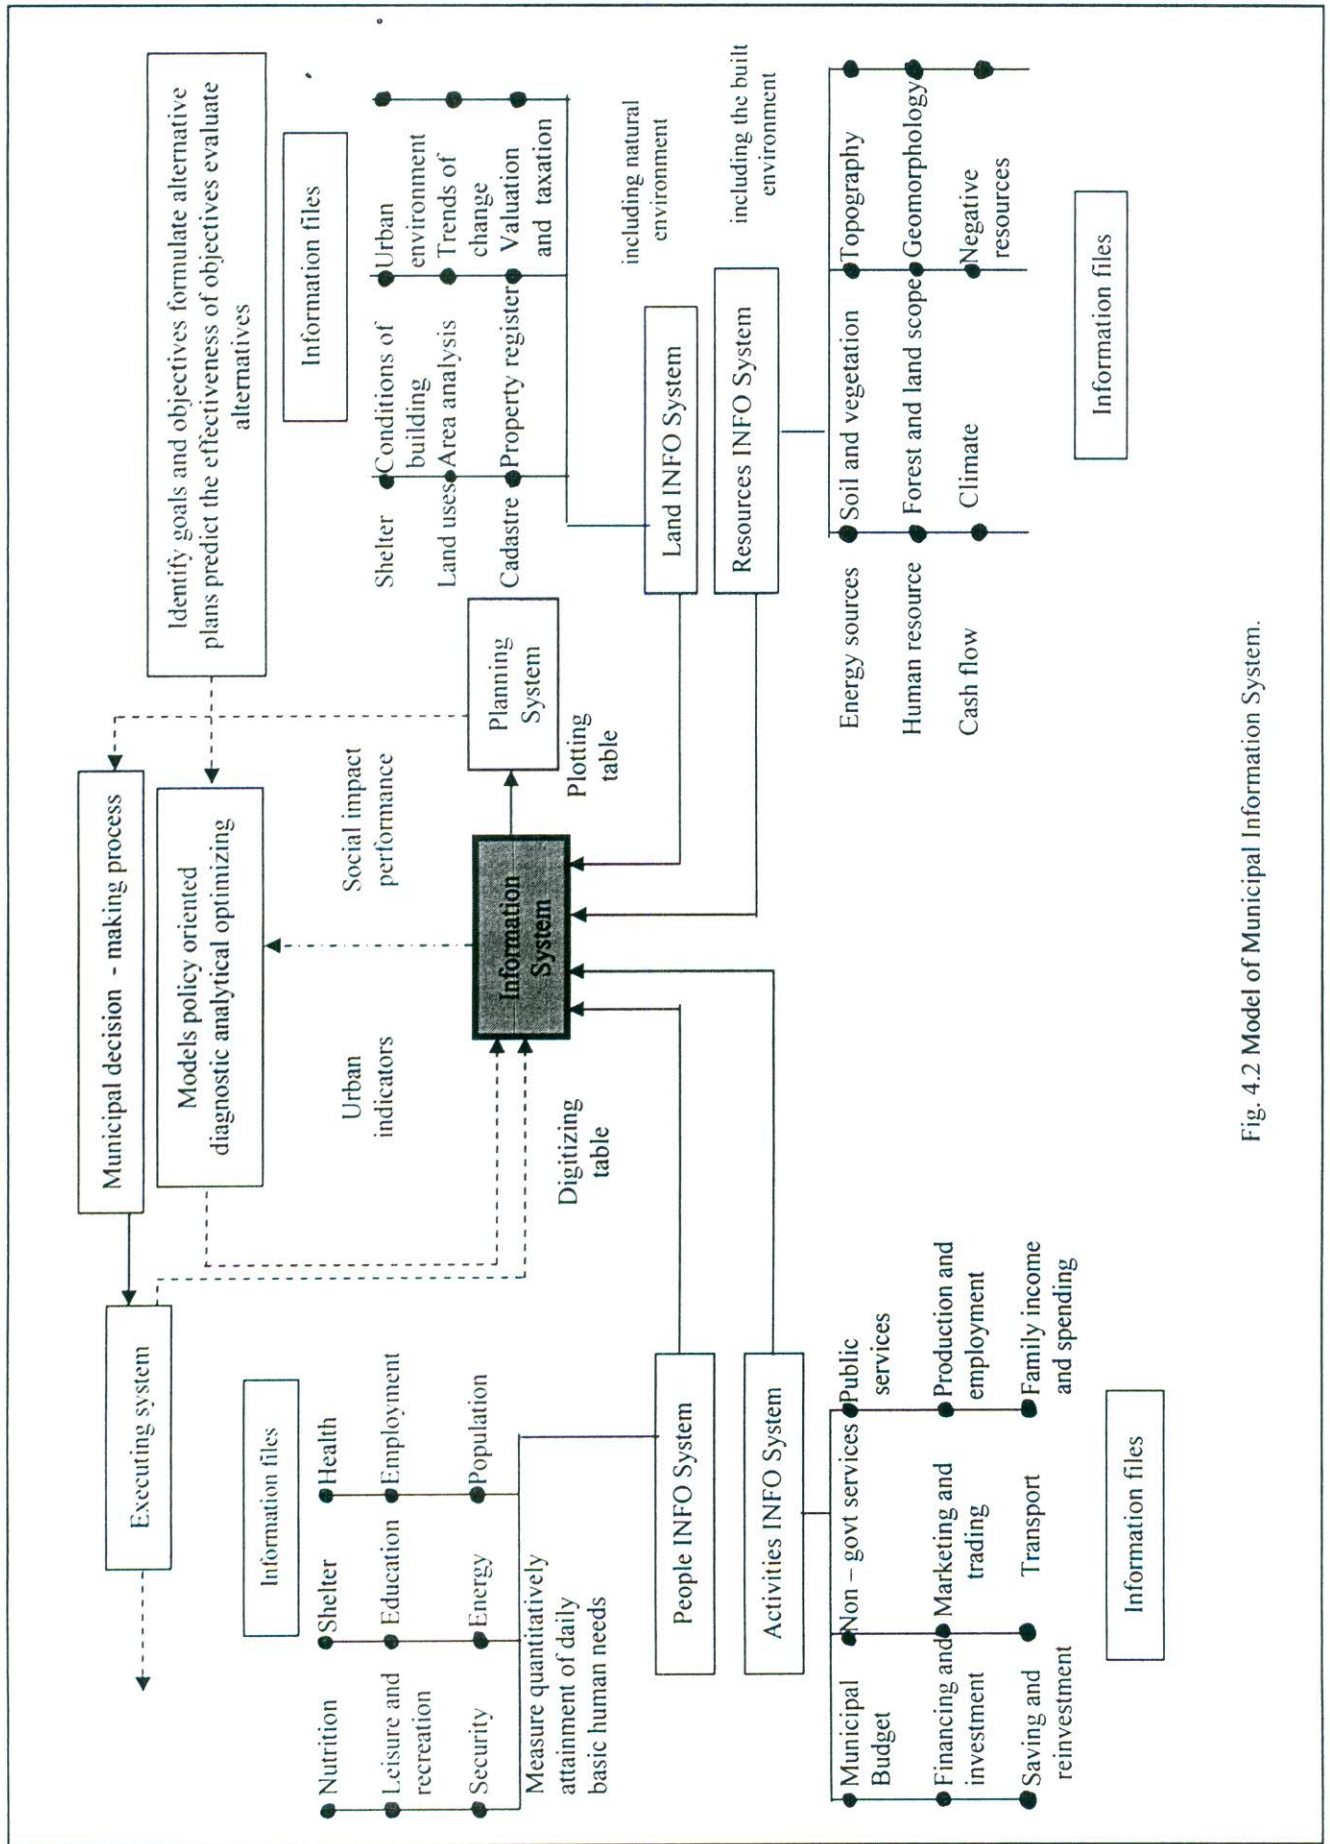 Municipal decision - making process
Executing system
Models policy oriented
diagnostic analytical optimizing
Identify goals and objectives formulate alternative
plans predict the effectiveness of objectives evaluate
alternatives
Information files
Nutrition
Shelter
Health
Leisure and
recreation
Education
Employment
Security
Energy
Population
Measure quantitatively
attainment of daily
basic human needs
Urban
indicators
Social impact
performance
Information
System
Planning
System
Digitizing
table
Plotting
table
Information files
Shelter
Conditions of
building
Urban
environment
Land uses
Area analysis
Trends of
change
Cadastre
Property register
Valuation
and taxation
People INFO System
Land INFO System
including natural
environment
Activities INFO System
Resources INFO System
including the built
environment
Municipal
Budget
Non – govt services
Public
services
Financing and
investment
Marketing and
trading
Production and
employment
Saving and
reinvestment
Transport
Family income
and spending
Information files
Energy sources
Soil and vegetation
Topography
Human resource
Forest and land scope
Geomorphology
Cash flow
Climate
Negative
resources
Information files
Fig. 4.2 Model of Municipal Information System.